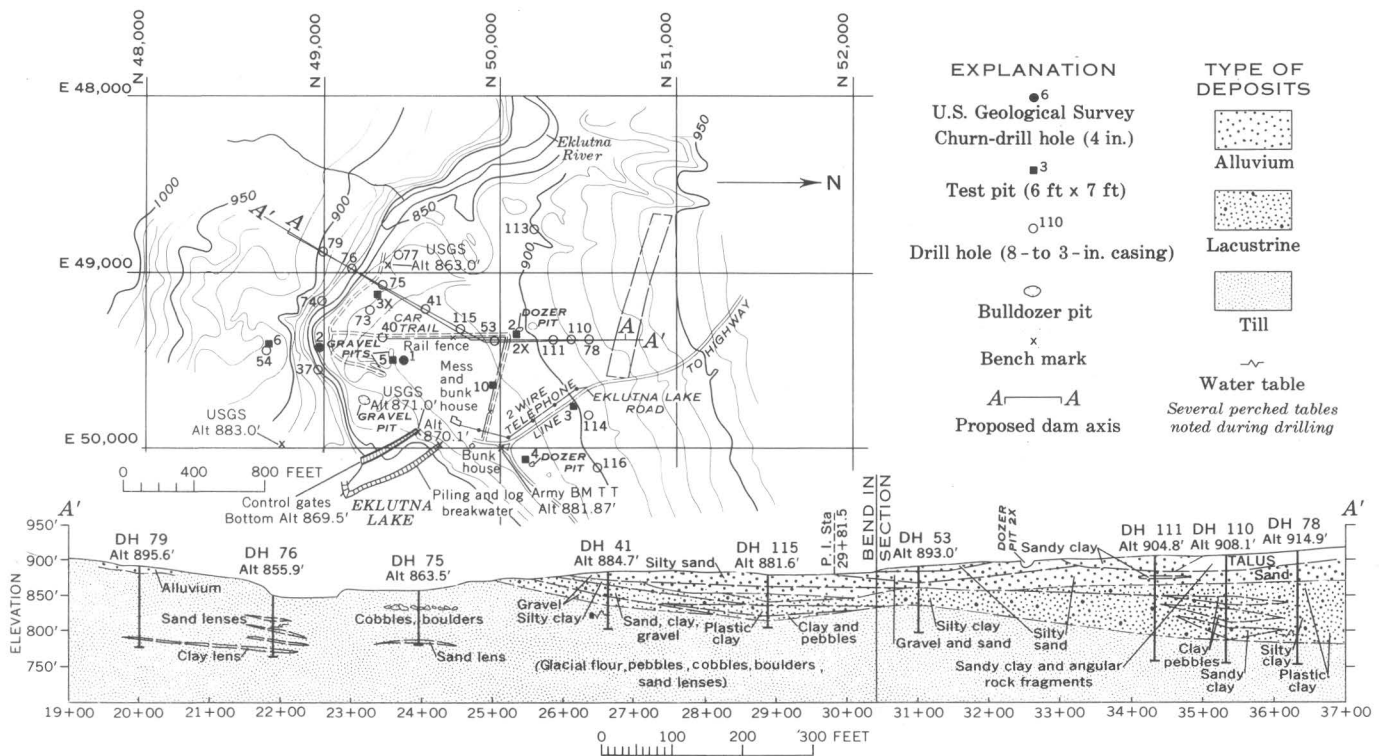 N 48,000
N 49,000
N 50,000
N 51,000
N 52,000
E 48,000
E 49,000
E 50,000
Eklutna
River
950
N
1000
950
900
850
A'
A
79
76
77
USGS
Alt 863.0'
113
900
75
3X
74
73
41
CAR
TRAIL
115
40
53
2
DOZER
PIT
2X
111
110
78
A
A'
TO HIGHWAY
6
54
2
GRAVEL
PITS
5
1
Rail fence
37
Mess
and
bunk
house
10
2 WIRE
TELEPHONE
LINE
EKLUTNA LAKE
ROAD
3
114
USGS
Alt 871.0'
GRAVEL
PIT
Alt
870.1'
USGS
Alt 883.0'
Bunk
house
4
DOZER
PIT
116
0 400 800 FEET
Control gates
Bottom Alt 869.5'
EKLUTNA
LAKE
Piling and log
breakwater
Army BM T T
Alt 881.87'
EXPLANATION
6
U.S. Geological Survey
Churn-drill hole (4 in.)
3
Test pit (6 ft x 7 ft)
110
Drill hole (8-to 3-in. casing)
Bulldozer pit
x
Bench mark
A A
Proposed dam axis
TYPE OF
DEPOSITS
Alluvium
Lacustrine
Till
Water table
Several perched tables
noted during drilling
A'
A'
ELEVATION
950'
900'
850'
800'
750'
DH 79
Alt 895.6'
DH 76
Alt 855.9'
DH 75
Alt 863.5'
DH 41
Alt 884.7'
DH 115
Alt 881.6'
P.I. Sta
29+81.5
BEND IN
SECTION
DH 53
Alt 893.0'
DOZER
PIT 2X
DH 111
Alt 904.8'
DH 110
Alt 908.1'
DH 78
Alt 914.9'
Alluvium
Sand lenses
Clay lens
Cobbles, boulders
Sand lens
Silty sand
Gravel
Silty clay
Sand, clay,
gravel
Plastic
clay
Clay and
pebbles
(Glacial flour, pebbles, cobbles, boulders,
sand lenses)
Silty clay
Gravel and sand
Silty
sand
Sandy clay
TALUS
Sand
Sandy clay and angular
rock fragments
Clay
pebbles
Sandy
clay
Silty
clay
Plastic
clay
19+00 20+00 21+00 22+00 23+00 24+00 25+00 26+00 27+00 28+00 29+00 30+00 31+00 32+00 33+00 34+00 35+00 36+00 37+00
0 100 200 300 FEET